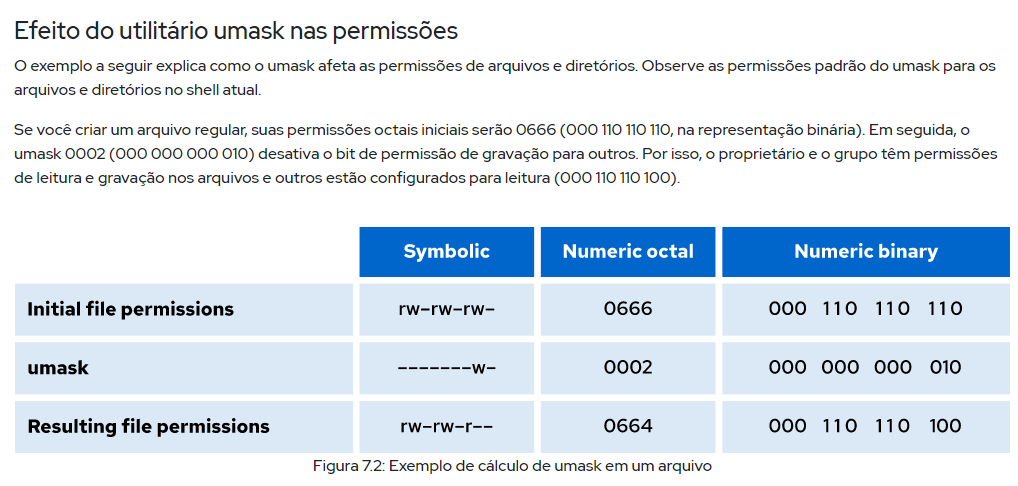 Efeito do utilitário umask nas permissões
O exemplo a seguir explica como o umask afeta as permissões de arquivos e diretórios. Observe as permissões padrão do umask para os
arquivos e diretórios no shell atual.
Se você criar um arquivo regular, suas permissões octais iniciais serão 0666 (000 110 110 110, na representação binária). Em seguida, o
umask 0002 (000 000 000 010) desativa o bit de permissão de gravação para outros. Por isso, o proprietário e o grupo têm permissões
de leitura e gravação nos arquivos e outros estão configurados para leitura (000 110 110 100).
Symbolic Numeric octal Numeric binary
Initial file permissions rw-rw-rw- 0666 000 110 110 110
umask -------w- 0002 000 000 000 010
Resulting file permissions rw-rw-r-- 0664 000 110 110 100
Figura 7.2: Exemplo de cálculo de umask em um arquivo